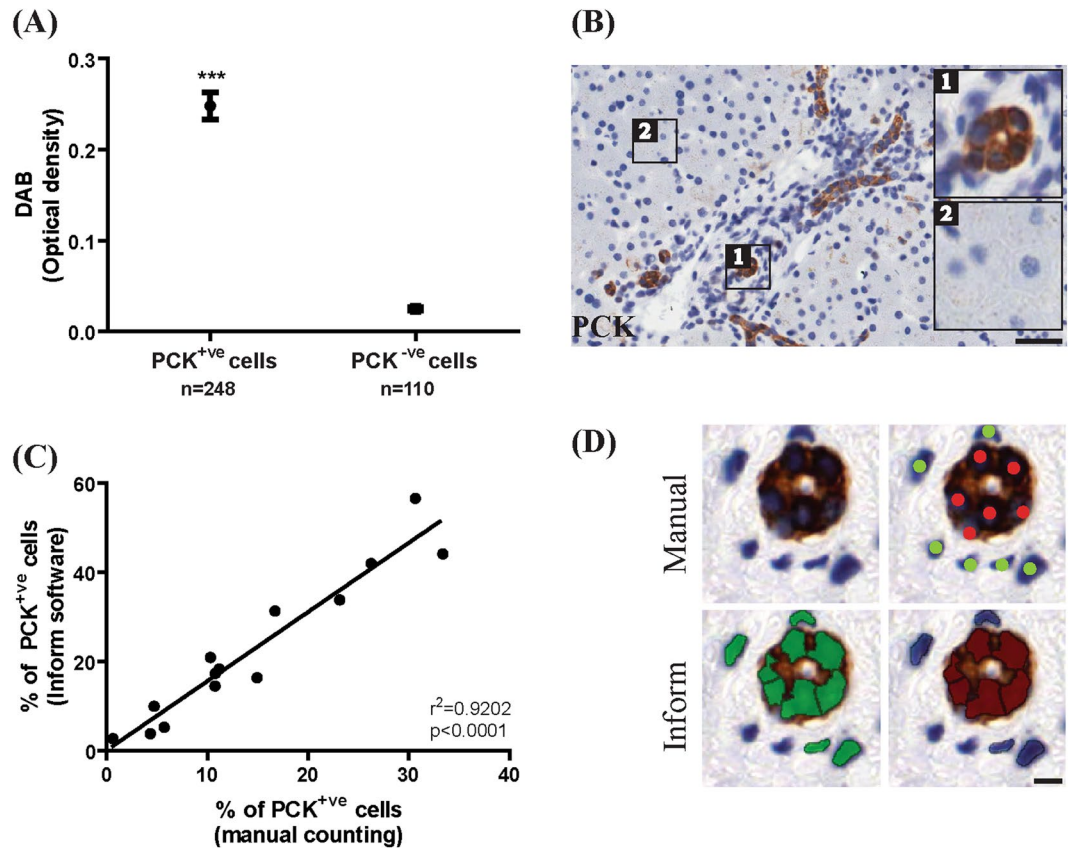 (A)
0.3
0.2
0.1
0.0
DAB
(Optical density)
***
PCK+ve cells
n=248
PCK-ve cells
n=110
(B)
1
2
1
2
PCK
(C)
60
40
20
0
% of PCK+ve cells
(Inform software)
r2=0.9202
p<0.0001
0
10
20
30
40
% of PCK+ve cells
(manual counting)
(D)
Manual
Inform